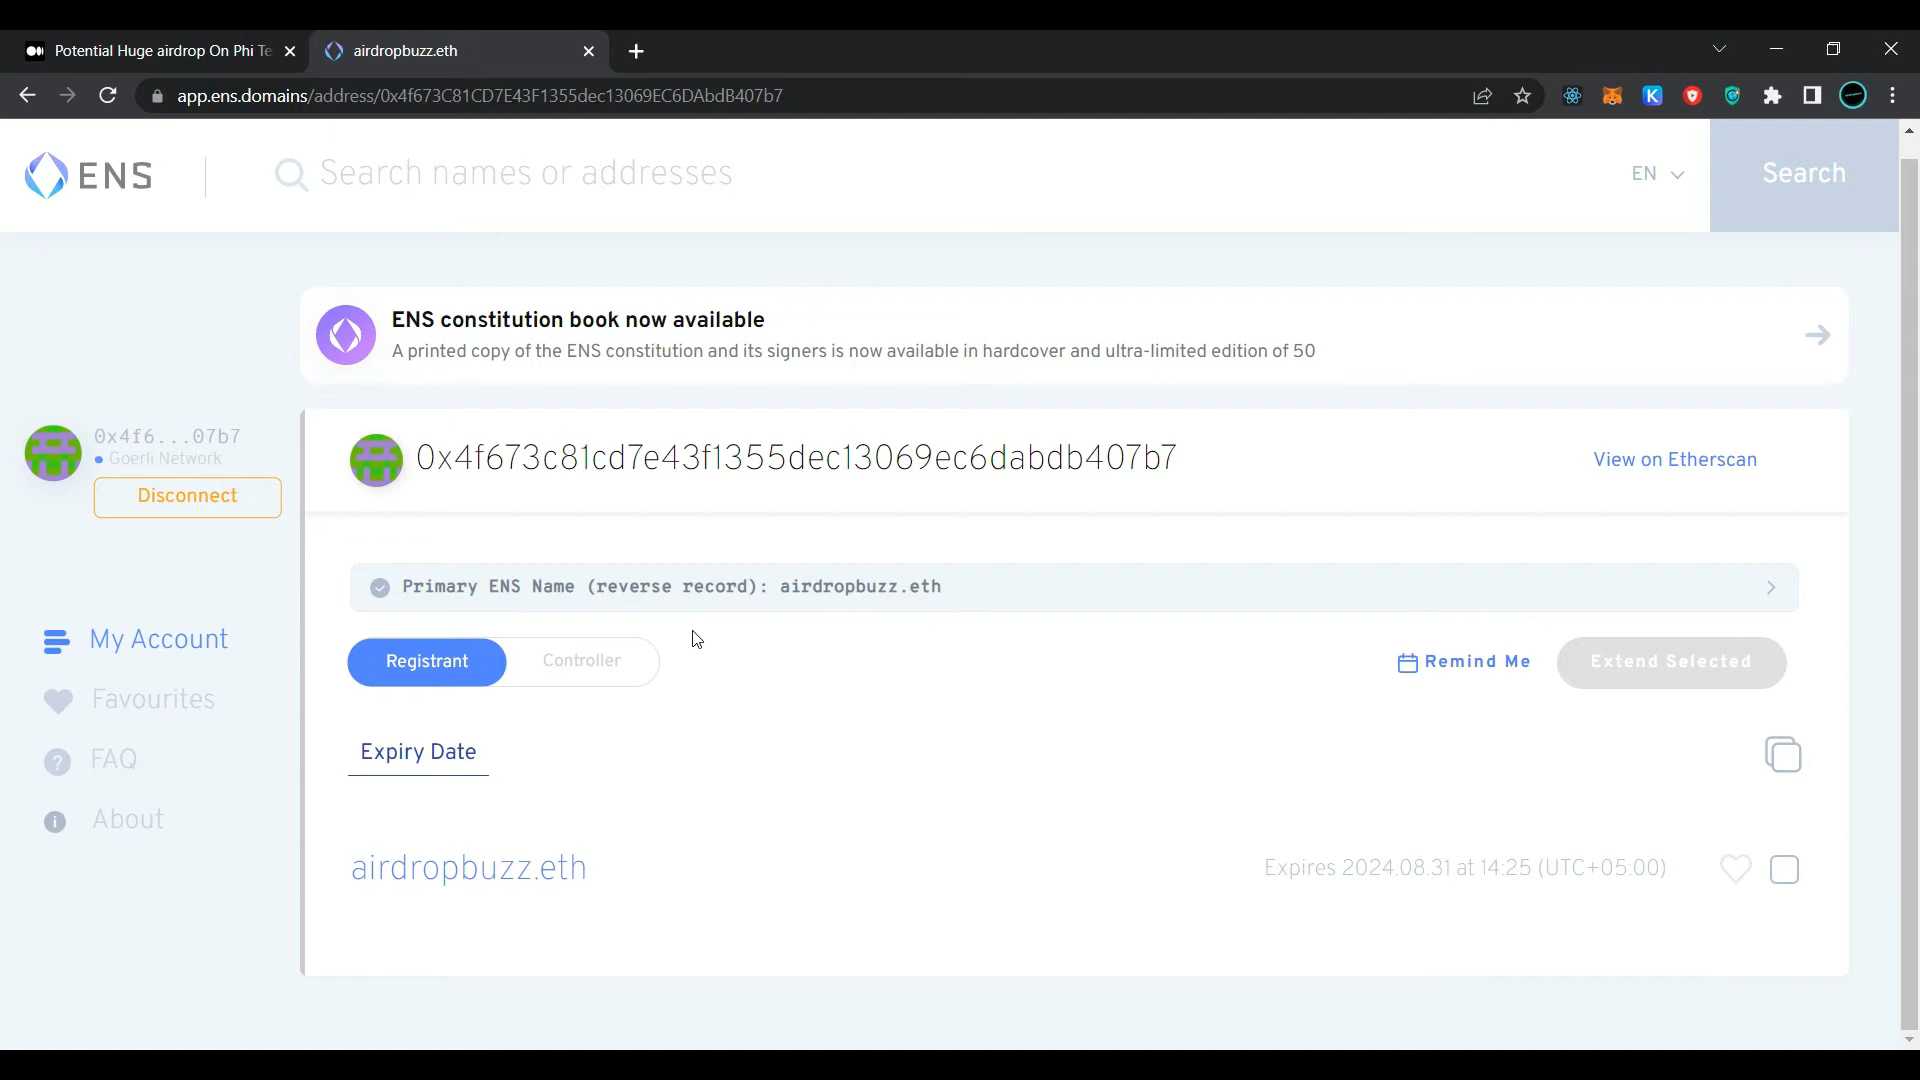 Potential Huge airdrop On Phi Te
airdropbuzz.eth
app.ens.domains/address/0x4f673C81CD7E43F1355dec13069EC6DAbdB407b7
ENS
Search names or addresses
EN
Search
ENS constitution book now available
A printed copy of the ENS constitution and its signers is now available in hardcover and ultra-limited edition of 50
0x4f6...07b7
Goerli Network
Disconnect
0x4f673c81cd7e43f1355dec13069ec6dabdb407b7
View on Etherscan
Primary ENS Name (reverse record): airdropbuzz.eth
My Account
Favourites
FAQ
About
Registrant
Controller
Remind Me
Extend Selected
Expiry Date
airdropbuzz.eth
Expires 2024.08.31 at 14:25 (UTC+05:00)